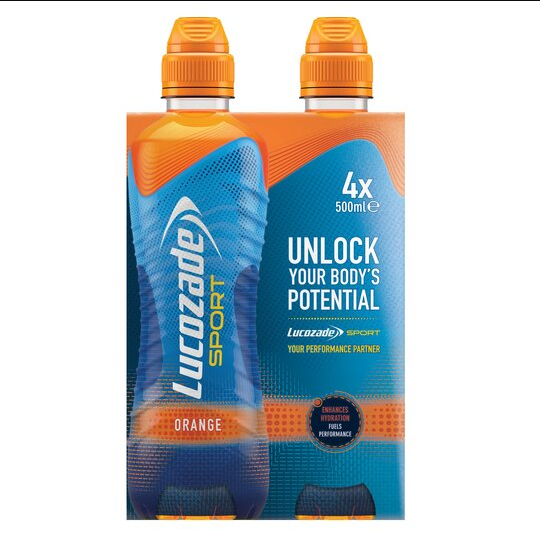 Lucozade
SPORT
ORANGE
4x
500ml℮
UNLOCK
YOUR BODY'S
POTENTIAL
Lucozade SPORT
YOUR PERFORMANCE PARTNER
ENHANCES
HYDRATION
FUELS
PERFORMANCE